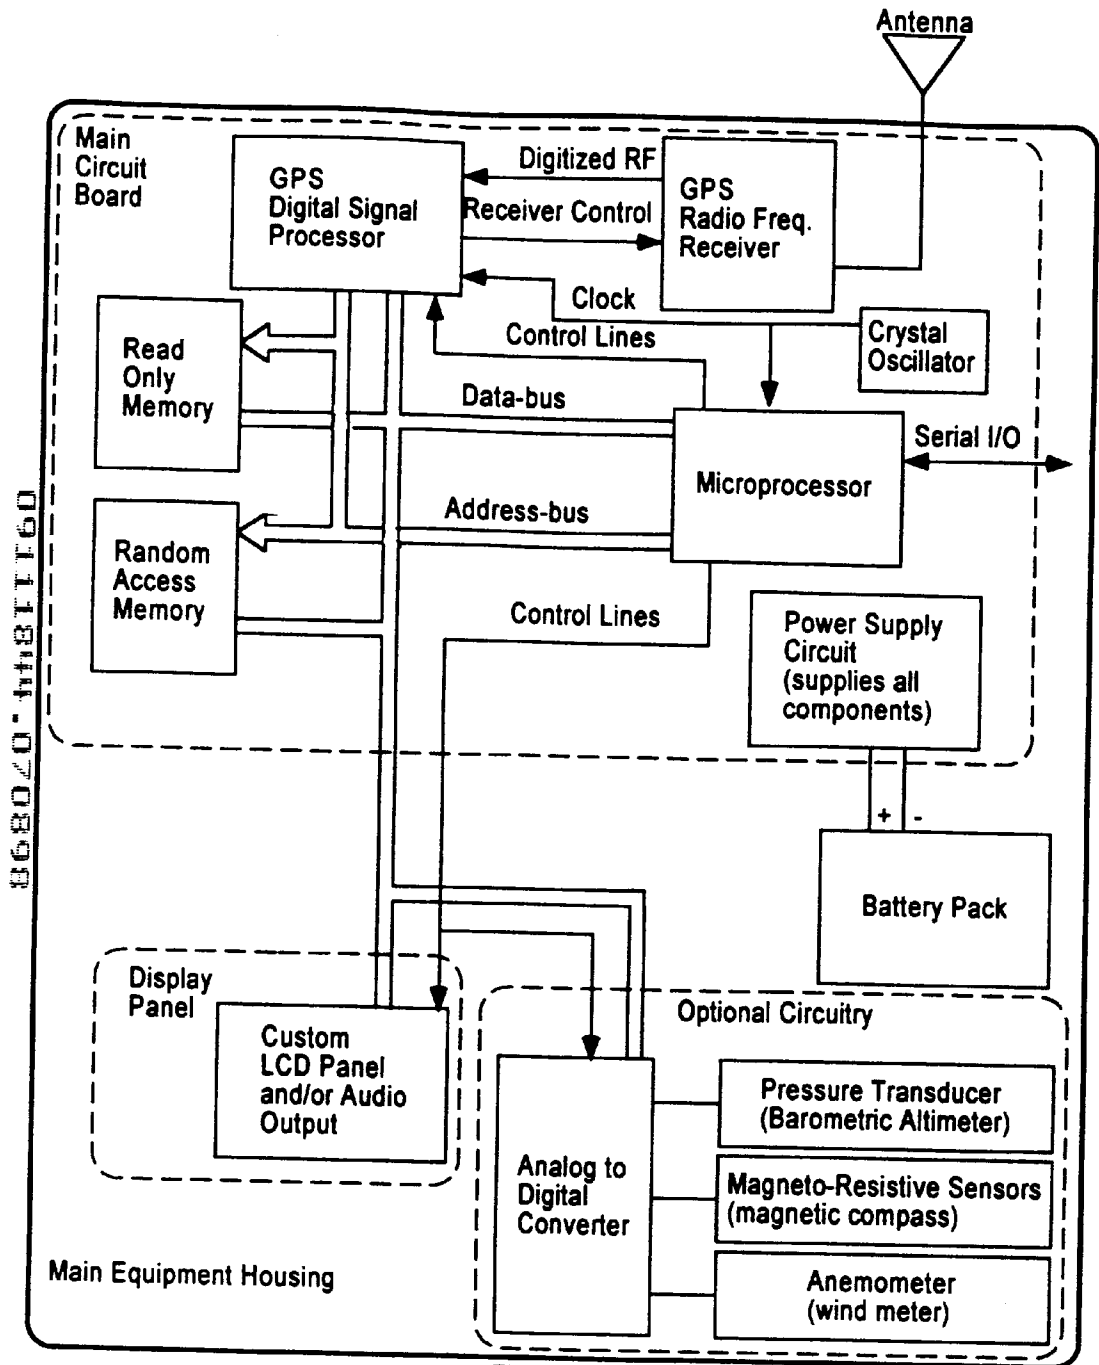 Antenna
Main
Circuit
Board
GPS
Digital Signal
Processor
Digitized RF
Receiver Control
GPS
Radio Freq.
Receiver
Clock
Control Lines
Crystal
Oscillator
Read
Only
Memory
Data-bus
Serial I/O
Microprocessor
Address-bus
Random
Access
Memory
Control Lines
Power Supply
Circuit
(supplies all
components)
+ -
Battery Pack
Display
Panel
Custom
LCD Panel
and/or Audio
Output
Optional Circuitry
Analog to
Digital
Converter
Pressure Transducer
(Barometric Altimeter)
Magneto-Resistive Sensors
(magnetic compass)
Anemometer
(wind meter)
Main Equipment Housing
09111844.070898